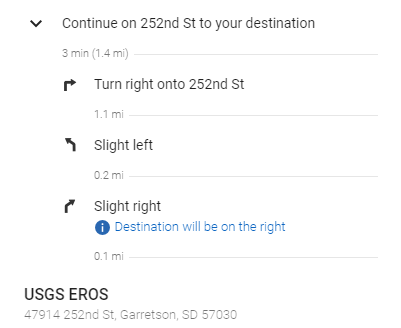 Continue on 252nd St to your destination
3 min (1.4 mi)
Turn right onto 252nd St
1.1 mi
Slight left
0.2 mi
Slight right
Destination will be on the right
0.1 mi
USGS EROS
47914 252nd St, Garretson, SD 57030